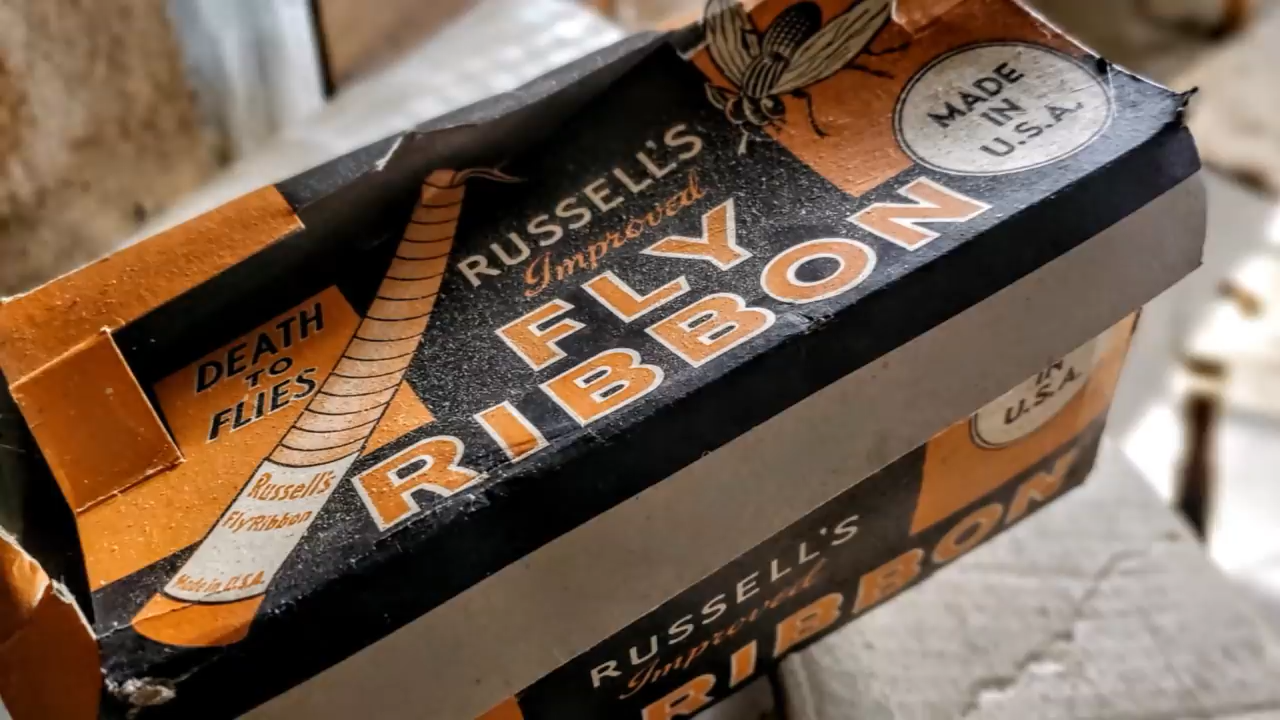 MADE
IN
U.S.A.
RUSSELL'S
Improved
FLY
RIBBON
DEATH
TO
FLIES
Russell's
Fly Ribbon
Made in U.S.A.
IN
U.S.A.
RUSSELL'S
Improved
RIBBON